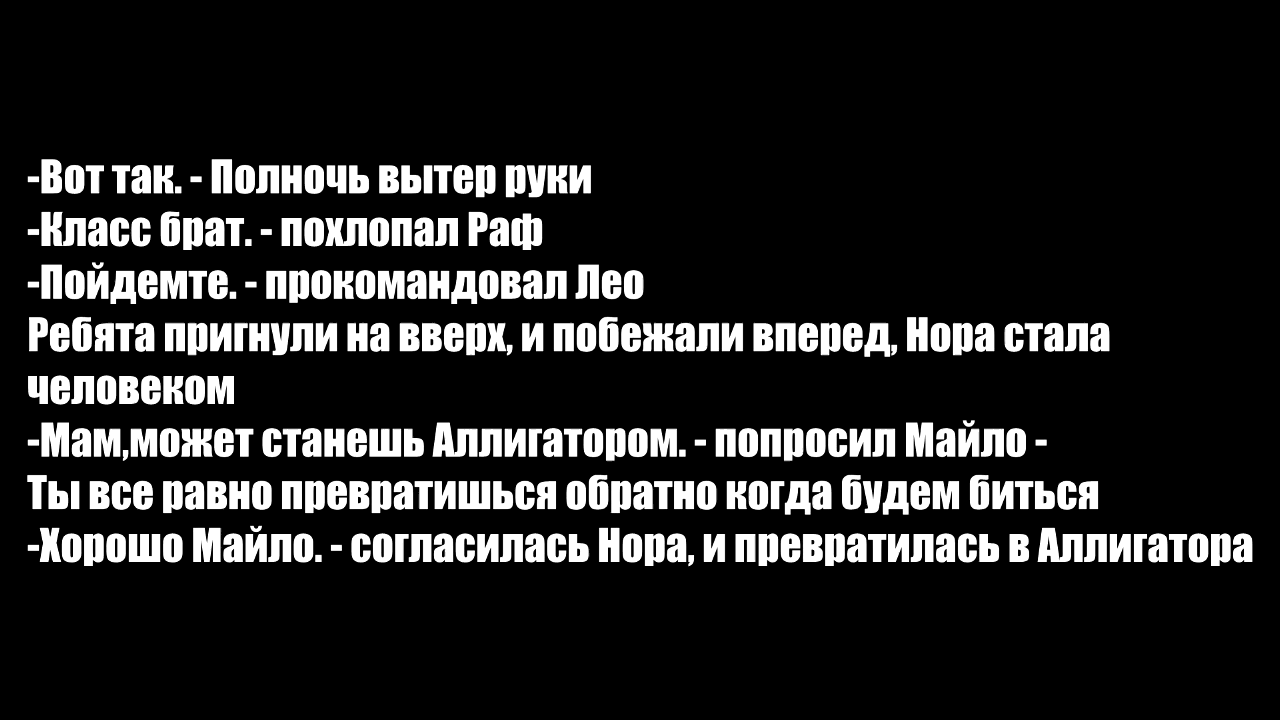 -Вот так. - Полночь вытер руки
-Класс брат. - похлопал Раф
-Пойдемте. - прокомандовал Лео
Ребята пригнули на вверх, и побежали вперед, Нора стала
человеком
-Мам,может станешь Аллигатором. - попросил Майло -
Ты все равно превратишься обратно когда будем биться
-Хорошо Майло. - согласилась Нора, и превратилась в Аллигатора